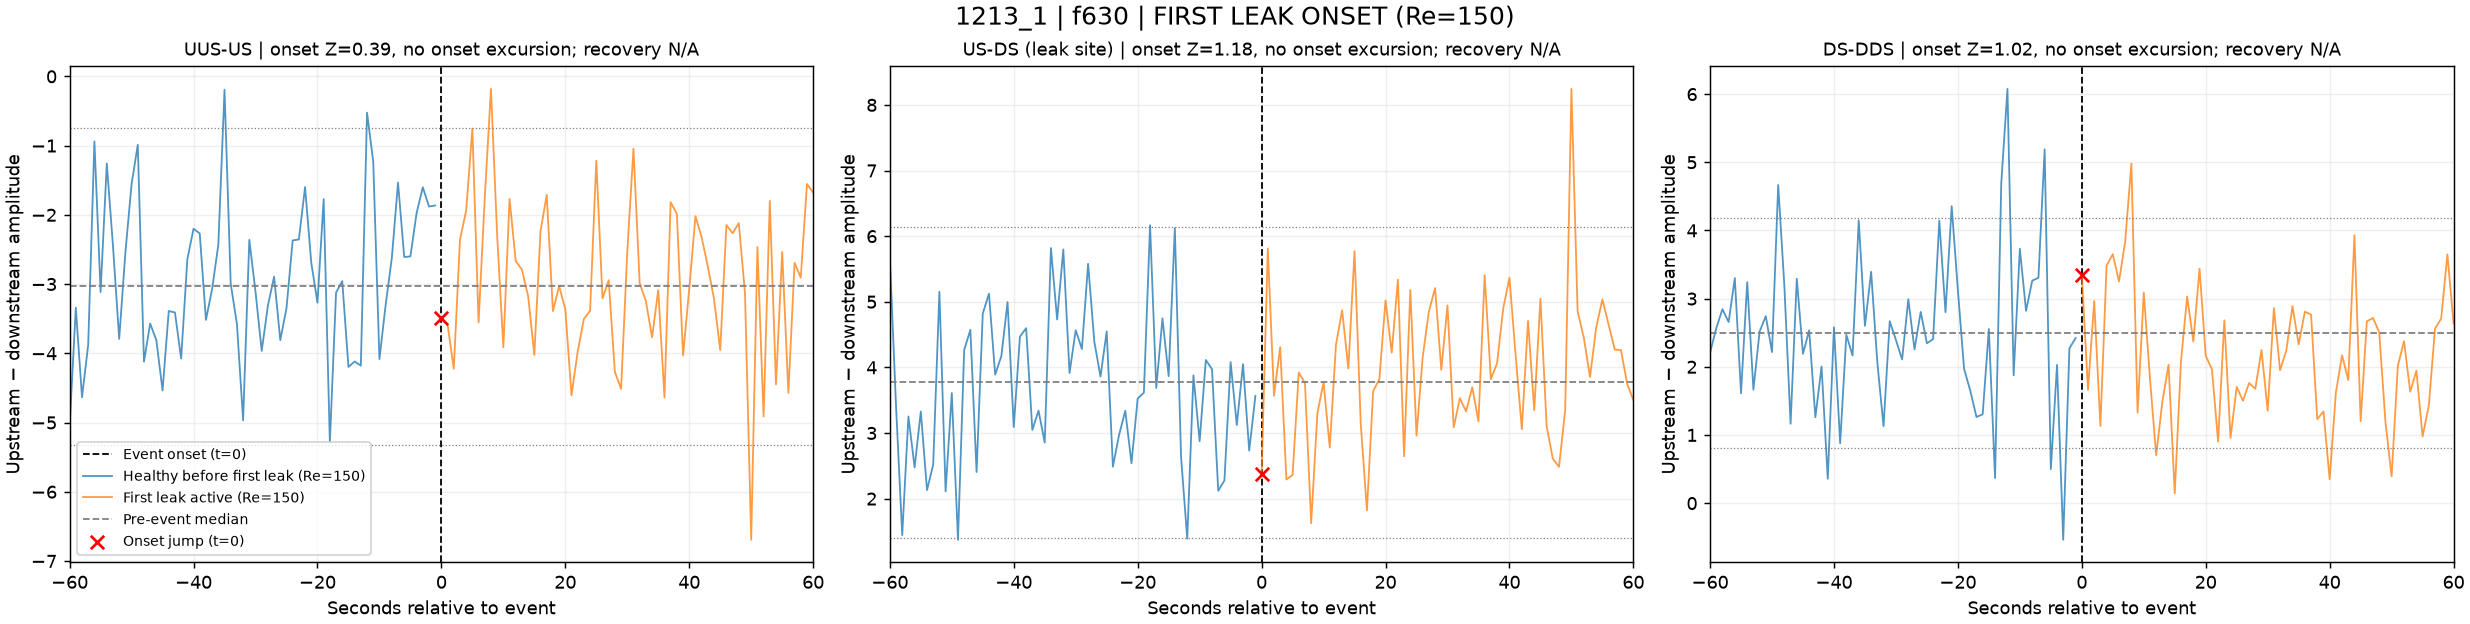 1213_1 | f630 | FIRST LEAK ONSET (Re=150)
UUS-US | onset Z=0.39, no onset excursion; recovery N/A
Upstream − downstream amplitude
0
−1
−2
−3
−4
−5
−6
−7
Event onset (t=0)
Healthy before first leak (Re=150)
First leak active (Re=150)
Pre-event median
Onset jump (t=0)
−60
−40
−20
0
20
40
60
Seconds relative to event
US-DS (leak site) | onset Z=1.18, no onset excursion; recovery N/A
Upstream − downstream amplitude
8
7
6
5
4
3
2
−60
−40
−20
0
20
40
60
Seconds relative to event
DS-DDS | onset Z=1.02, no onset excursion; recovery N/A
Upstream − downstream amplitude
6
5
4
3
2
1
0
−60
−40
−20
0
20
40
60
Seconds relative to event